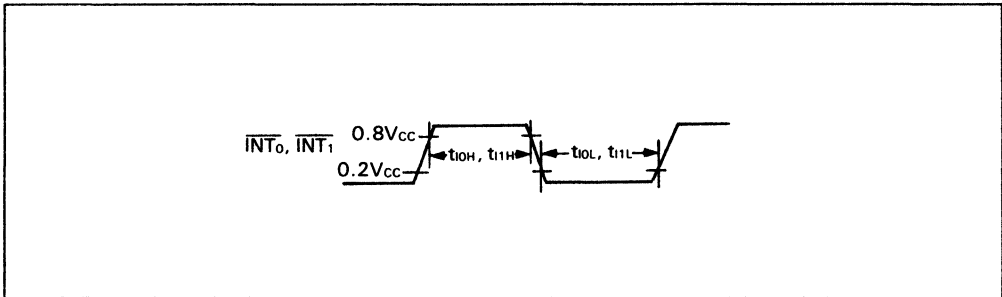 INT0, INT1 0.8Vcc
tI0H, tI1H tI0L, tI1L
0.2Vcc